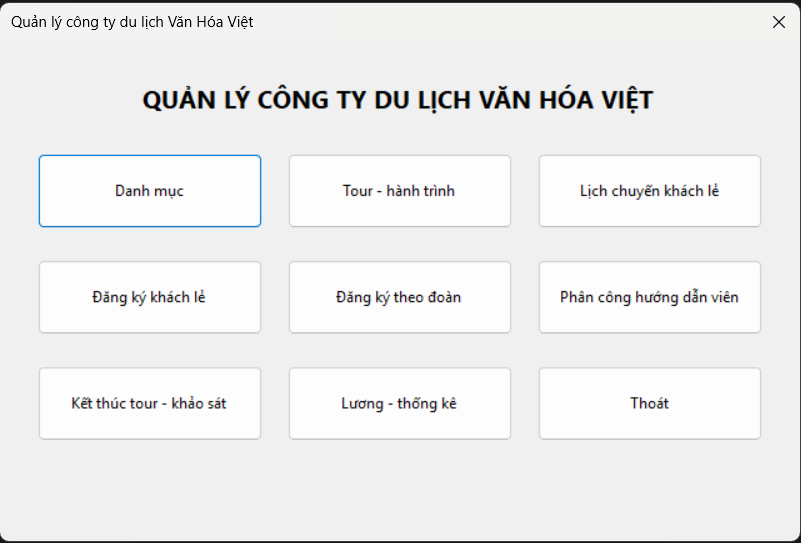 Quản lý công ty du lịch Văn Hóa Việt
QUẢN LÝ CÔNG TY DU LỊCH VĂN HÓA VIỆT
Danh mục
Tour - hành trình
Lịch chuyến khách lẻ
Đăng ký khách lẻ
Đăng ký theo đoàn
Phân công hướng dẫn viên
Kết thúc tour - khảo sát
Lương - thống kê
Thoát